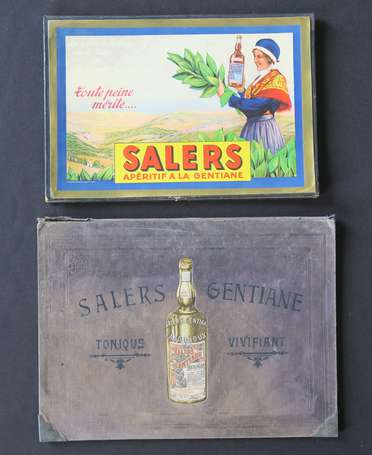 Toute peine
mérite....
SALERS
APÉRITIF A LA GENTIANE
SALERS GENTIANE
TONIQUE VIVIFIANT